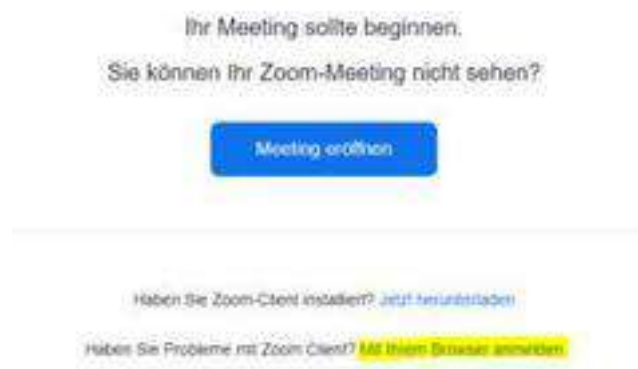 Ihr Meeting sollte beginnen.
Sie können Ihr Zoom-Meeting nicht sehen?
Meeting eröffnen
Haben Sie Zoom-Client installiert? Jetzt herunterladen
Haben Sie Probleme mit Zoom Client? Mit Ihrem Browser anmelden